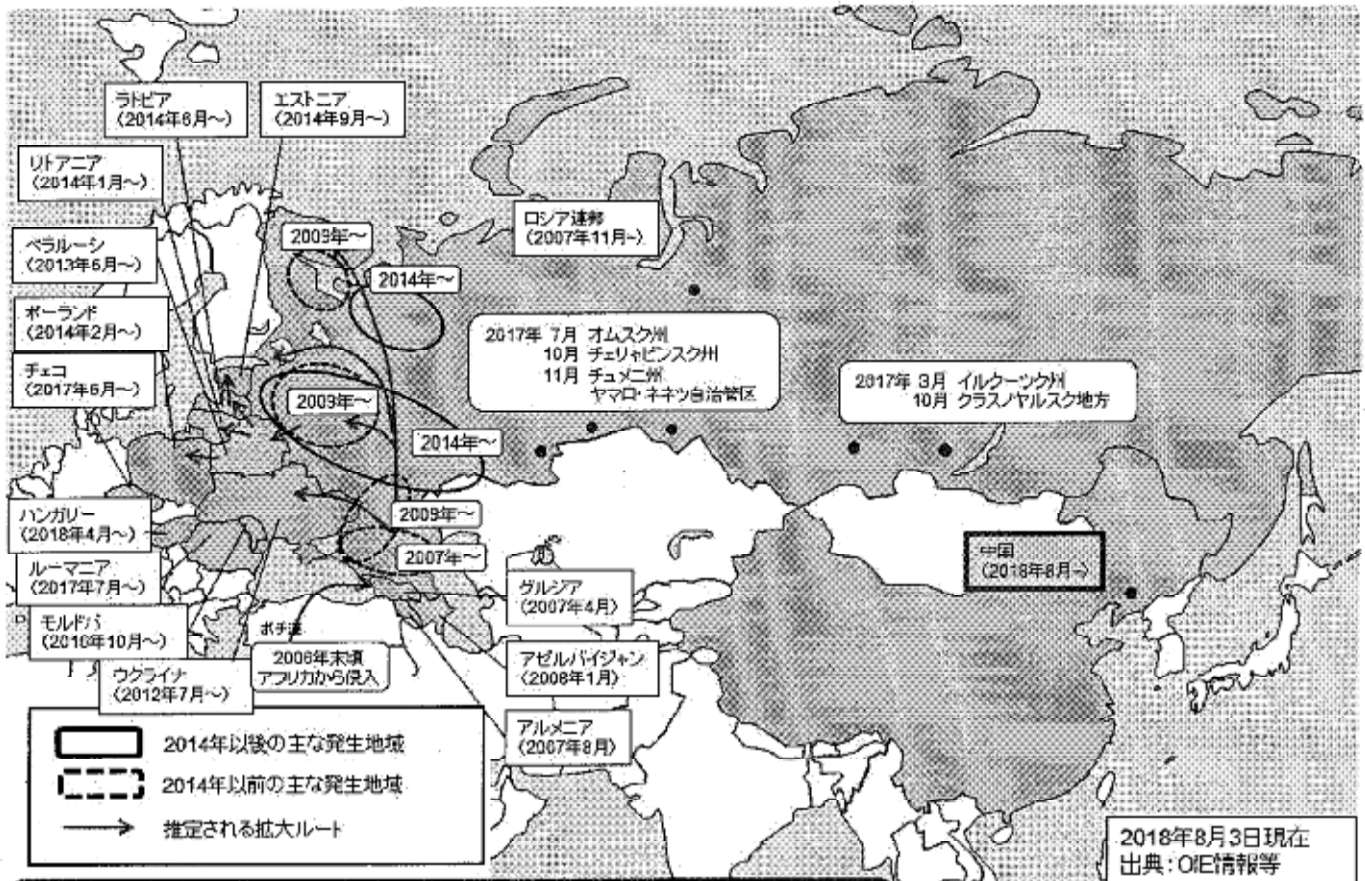 ラトビア
(2014年6月～)
エストニア
(2014年9月～)
リトアニア
(2014年1月～)
ベラルーシ
(2013年6月～)
ポーランド
(2014年2月～)
チェコ
(2017年6月～)
ロシア連邦
(2007年11月～)
2009年～
2014年～
2009年～
2014年～
2009年～
2007年～
2017年 7月 オムスク州
10月 チェリャビンスク州
11月 チュメニ州
ヤマロ・ネネツ自治管区
2017年 3月 イルクーツク州
10月 クラスノヤルスク地方
中国
(2018年8月～)
ハンガリー
(2018年4月～)
ルーマニア
(2017年7月～)
モルドバ
(2016年10月～)
ウクライナ
(2012年7月～)
ポチ港
2006年末頃
アフリカから侵入
グルジア
(2007年4月)
アゼルバイジャン
(2008年1月)
アルメニア
(2007年8月)
2014年以後の主な発生地域
2014年以前の主な発生地域
推定される拡大ルート
2018年8月3日現在
出典：OIE情報等